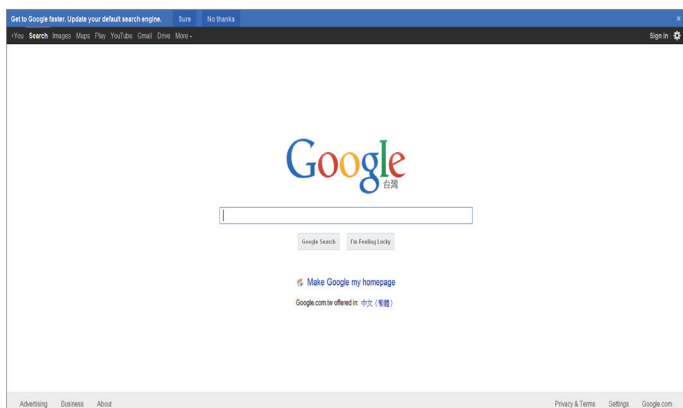 Get to Google faster. Update your default search engine. Sure No thanks ×
+You Search Images Maps Play YouTube Gmail Drive More Sign in
Google
台灣
Google Search I'm Feeling Lucky
Make Google my homepage
Google.com.tw offered in: 中文（繁體）
Advertising Business About Privacy & Terms Settings Google.com